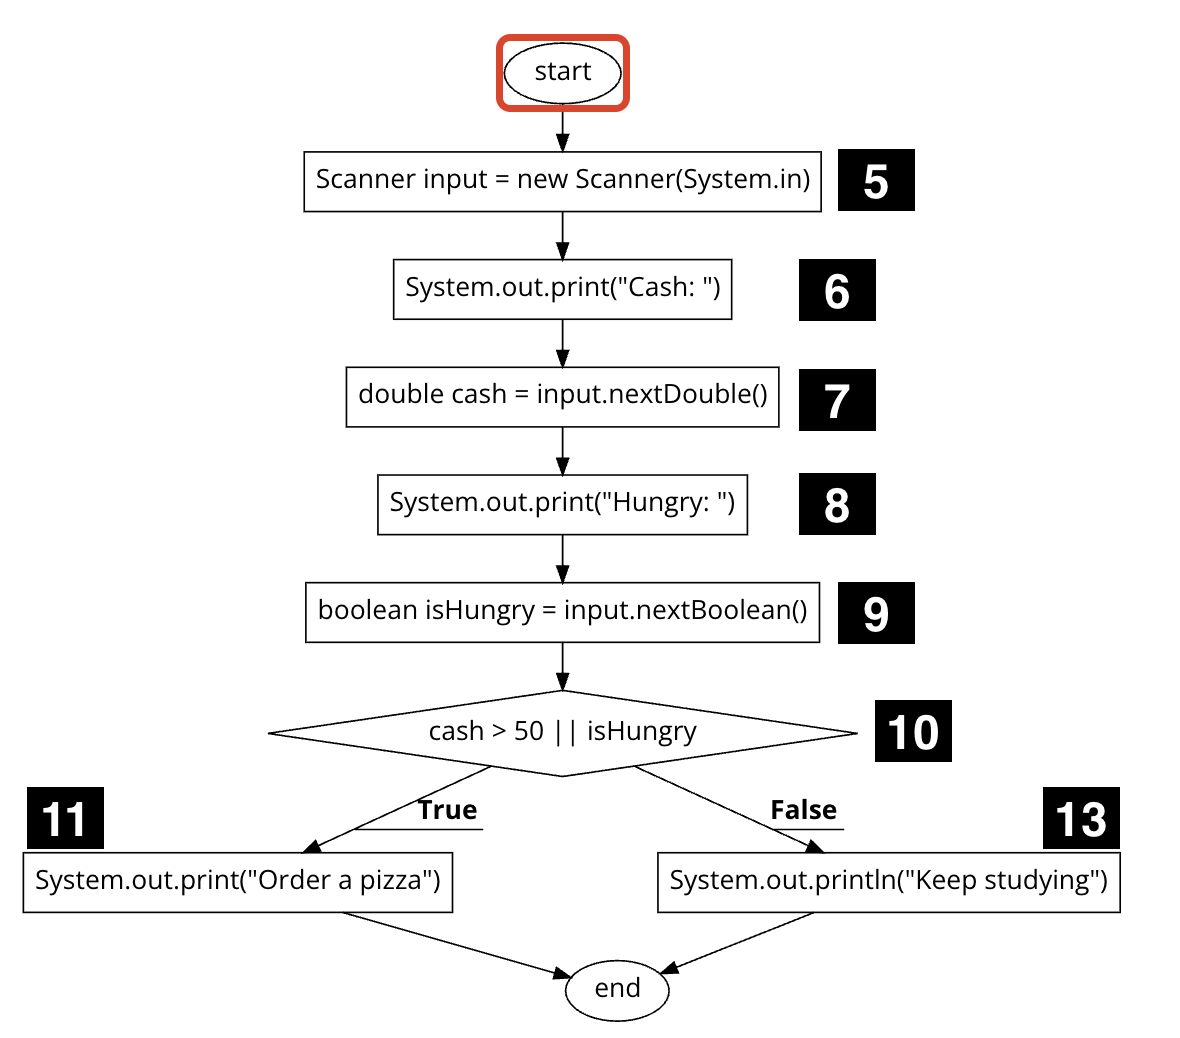 start
Scanner input = new Scanner(System.in)
5
System.out.print("Cash: ")
6
double cash = input.nextDouble()
7
System.out.print("Hungry: ")
8
boolean isHungry = input.nextBoolean()
9
cash > 50 || isHungry
10
True
False
11
13
System.out.print("Order a pizza")
System.out.println("Keep studying")
end